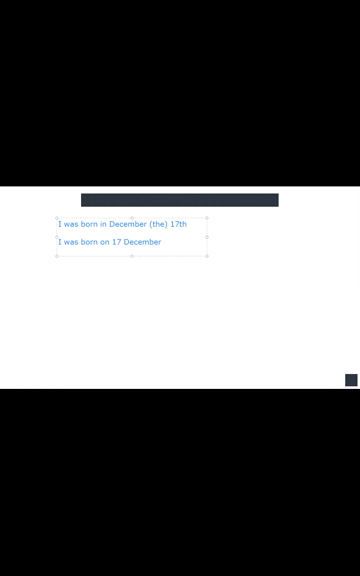 I was born in December (the) 17th
I was born on 17 December